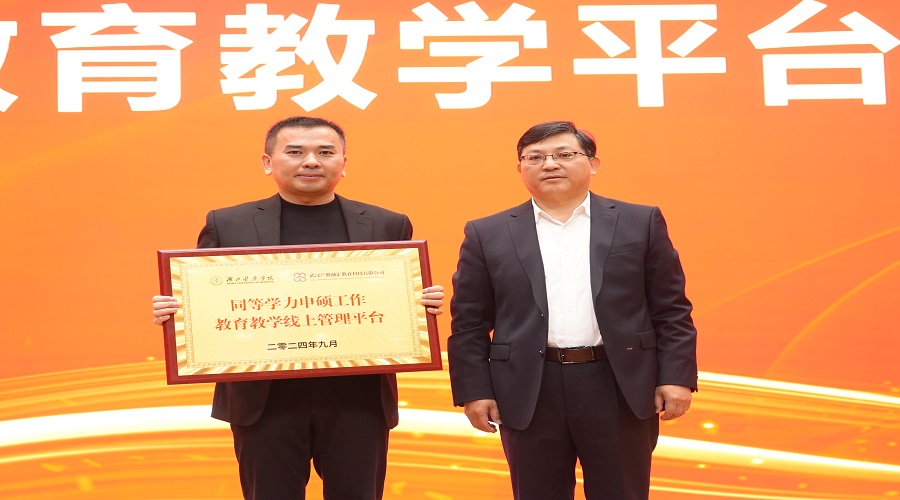 教育教学平台
同等学力申硕工作
教育教学线上管理平台
二零二四年九月